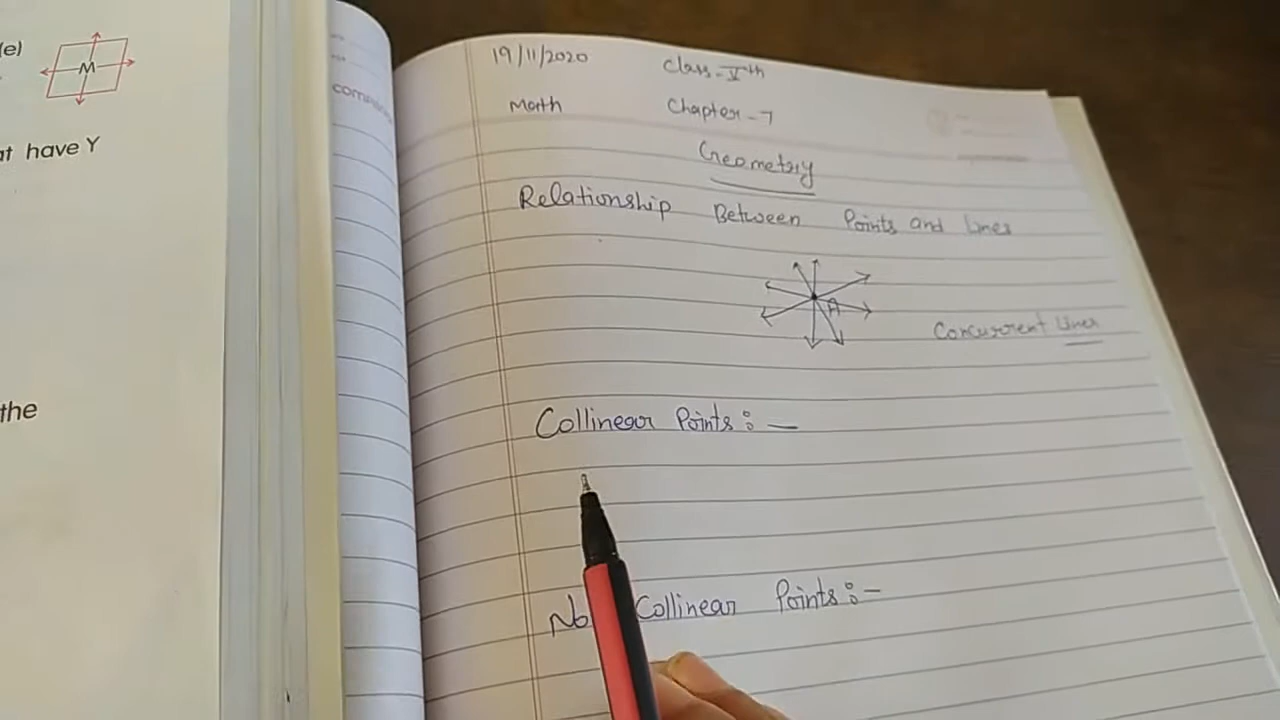 (e)
M
at have Y
the
19/11/2020 Class-Vth
Math Chapter-7
Geometry
Relationship Between Points and Lines
A
Concurrent Lines
Collinear Points:-
No Collinear Points:-